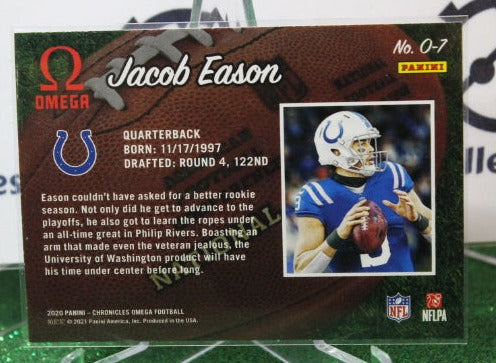 Jacob Eason
No. O-7
PANINI
OMEGA
QUARTERBACK
BORN: 11/17/1997
DRAFTED: ROUND 4, 122ND
Eason couldn't have asked for a better rookie
season. Not only did he get to advance to the
playoffs, he also got to learn the ropes under
an all-time great in Philip Rivers. Boasting an
arm that made even the veteran jealous, the
University of Washington product will have
his time under center before long.
9
2020 PANINI – CHRONICLES OMEGA FOOTBALL
© 2021 Panini America, Inc. Produced in the USA.
NFL
NFLPA